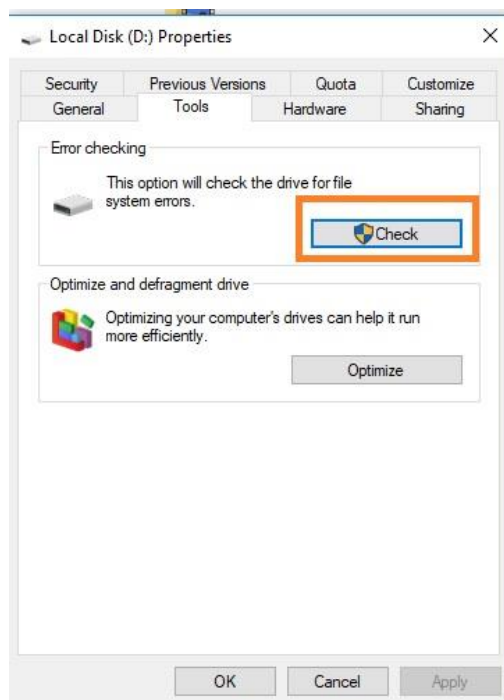 Local Disk (D:) Properties
Security Previous Versions Quota Customize
General Tools Hardware Sharing
Error checking
This option will check the drive for file
system errors.
Check
Optimize and defragment drive
Optimizing your computer's drives can help it run
more efficiently.
Optimize
OK Cancel Apply